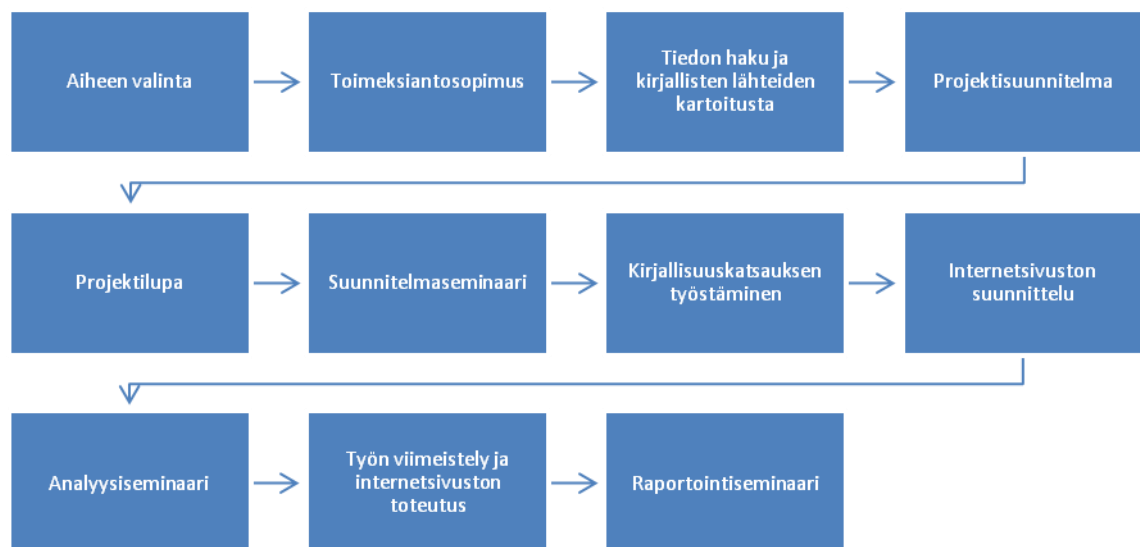 Aiheen valinta
Toimeksiantosopimus
Tiedon haku ja
kirjallisten lähteiden
kartoitusta
Projektisuunnitelma
Projektilupa
Suunnitelmaseminaari
Kirjallisuuskatsauksen
työstäminen
Internetsivuston
suunnittelu
Analyysiseminaari
Työn viimeistely ja
internetsivuston
toteutus
Raportointiseminaari